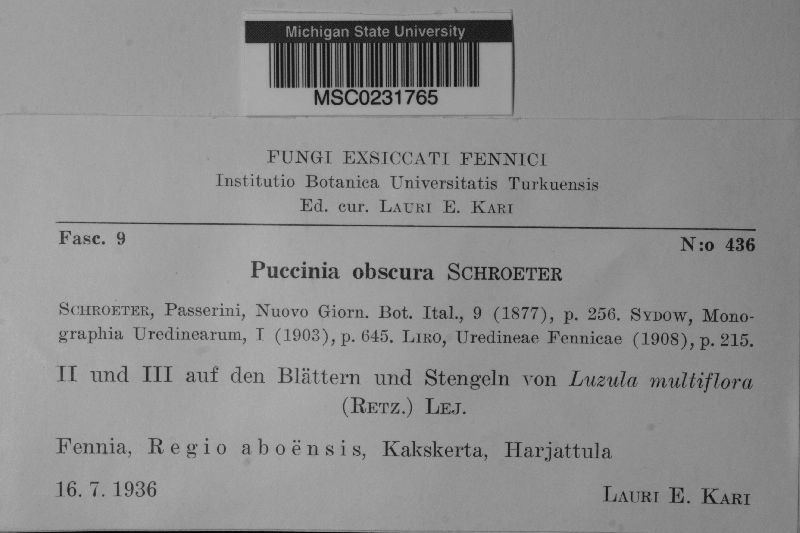 Michigan State University
MSC0231765
FUNGI EXSICCATI FENNICI
Institutio Botanica Universitatis Turkuensis
Ed. cur. LAURI E. KARI
Fasc. 9 N:o 436
Puccinia obscura SCHROETER
SCHROETER, Passerini, Nuovo Giorn. Bot. Ital., 9 (1877), p. 256. SYDOW, Mono-
graphia Uredinearum, I (1903), p. 645. LIRO, Uredineae Fennicae (1908), p. 215.
II und III auf den Blättern und Stengeln von Luzula multiflora
(RETZ.) LEJ.
Fennia, Regio aboënsis, Kakskerta, Harjattula
16. 7. 1936 LAURI E. KARI